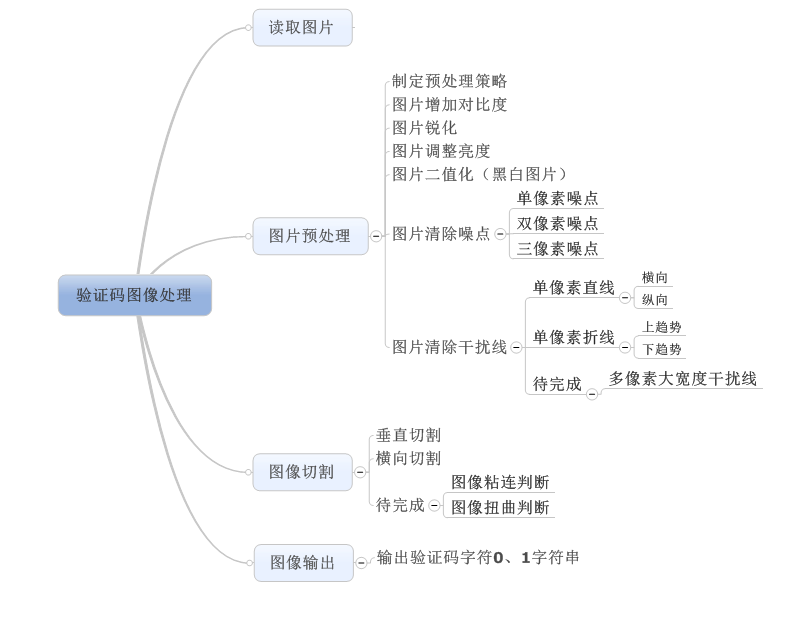 读取图片
制定预处理策略
图片增加对比度
图片锐化
图片调整亮度
图片二值化（黑白图片）
单像素噪点
双像素噪点
三像素噪点
图片清除噪点
图片预处理
横向
纵向
单像素直线
上趋势
下趋势
单像素折线
图片清除干扰线
待完成
多像素大宽度干扰线
验证码图像处理
垂直切割
横向切割
图像切割
图像粘连判断
图像扭曲判断
待完成
图像输出
输出验证码字符0、1字符串